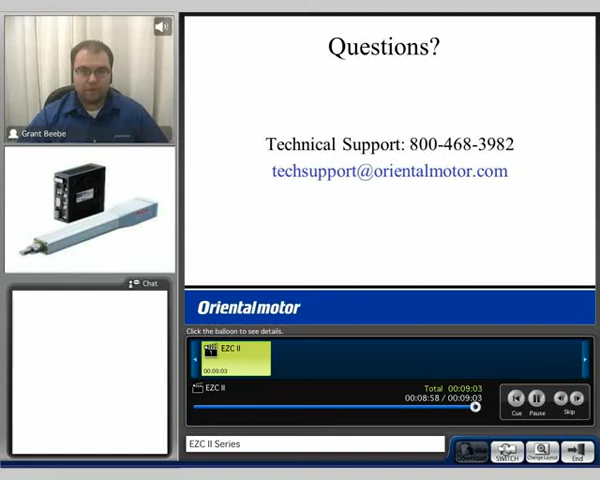 Questions?
Technical Support: 800-468-3982
techsupport@orientalmotor.com
Grant Beebe
Chat
Orientalmotor
Click the balloon to see details.
EZC II
00:09:03
EZC II
Total 00:09:03
00:08:58 / 00:09:03
Cue Pause Skip
EZC II Series
Download SWITCH Change Layout End